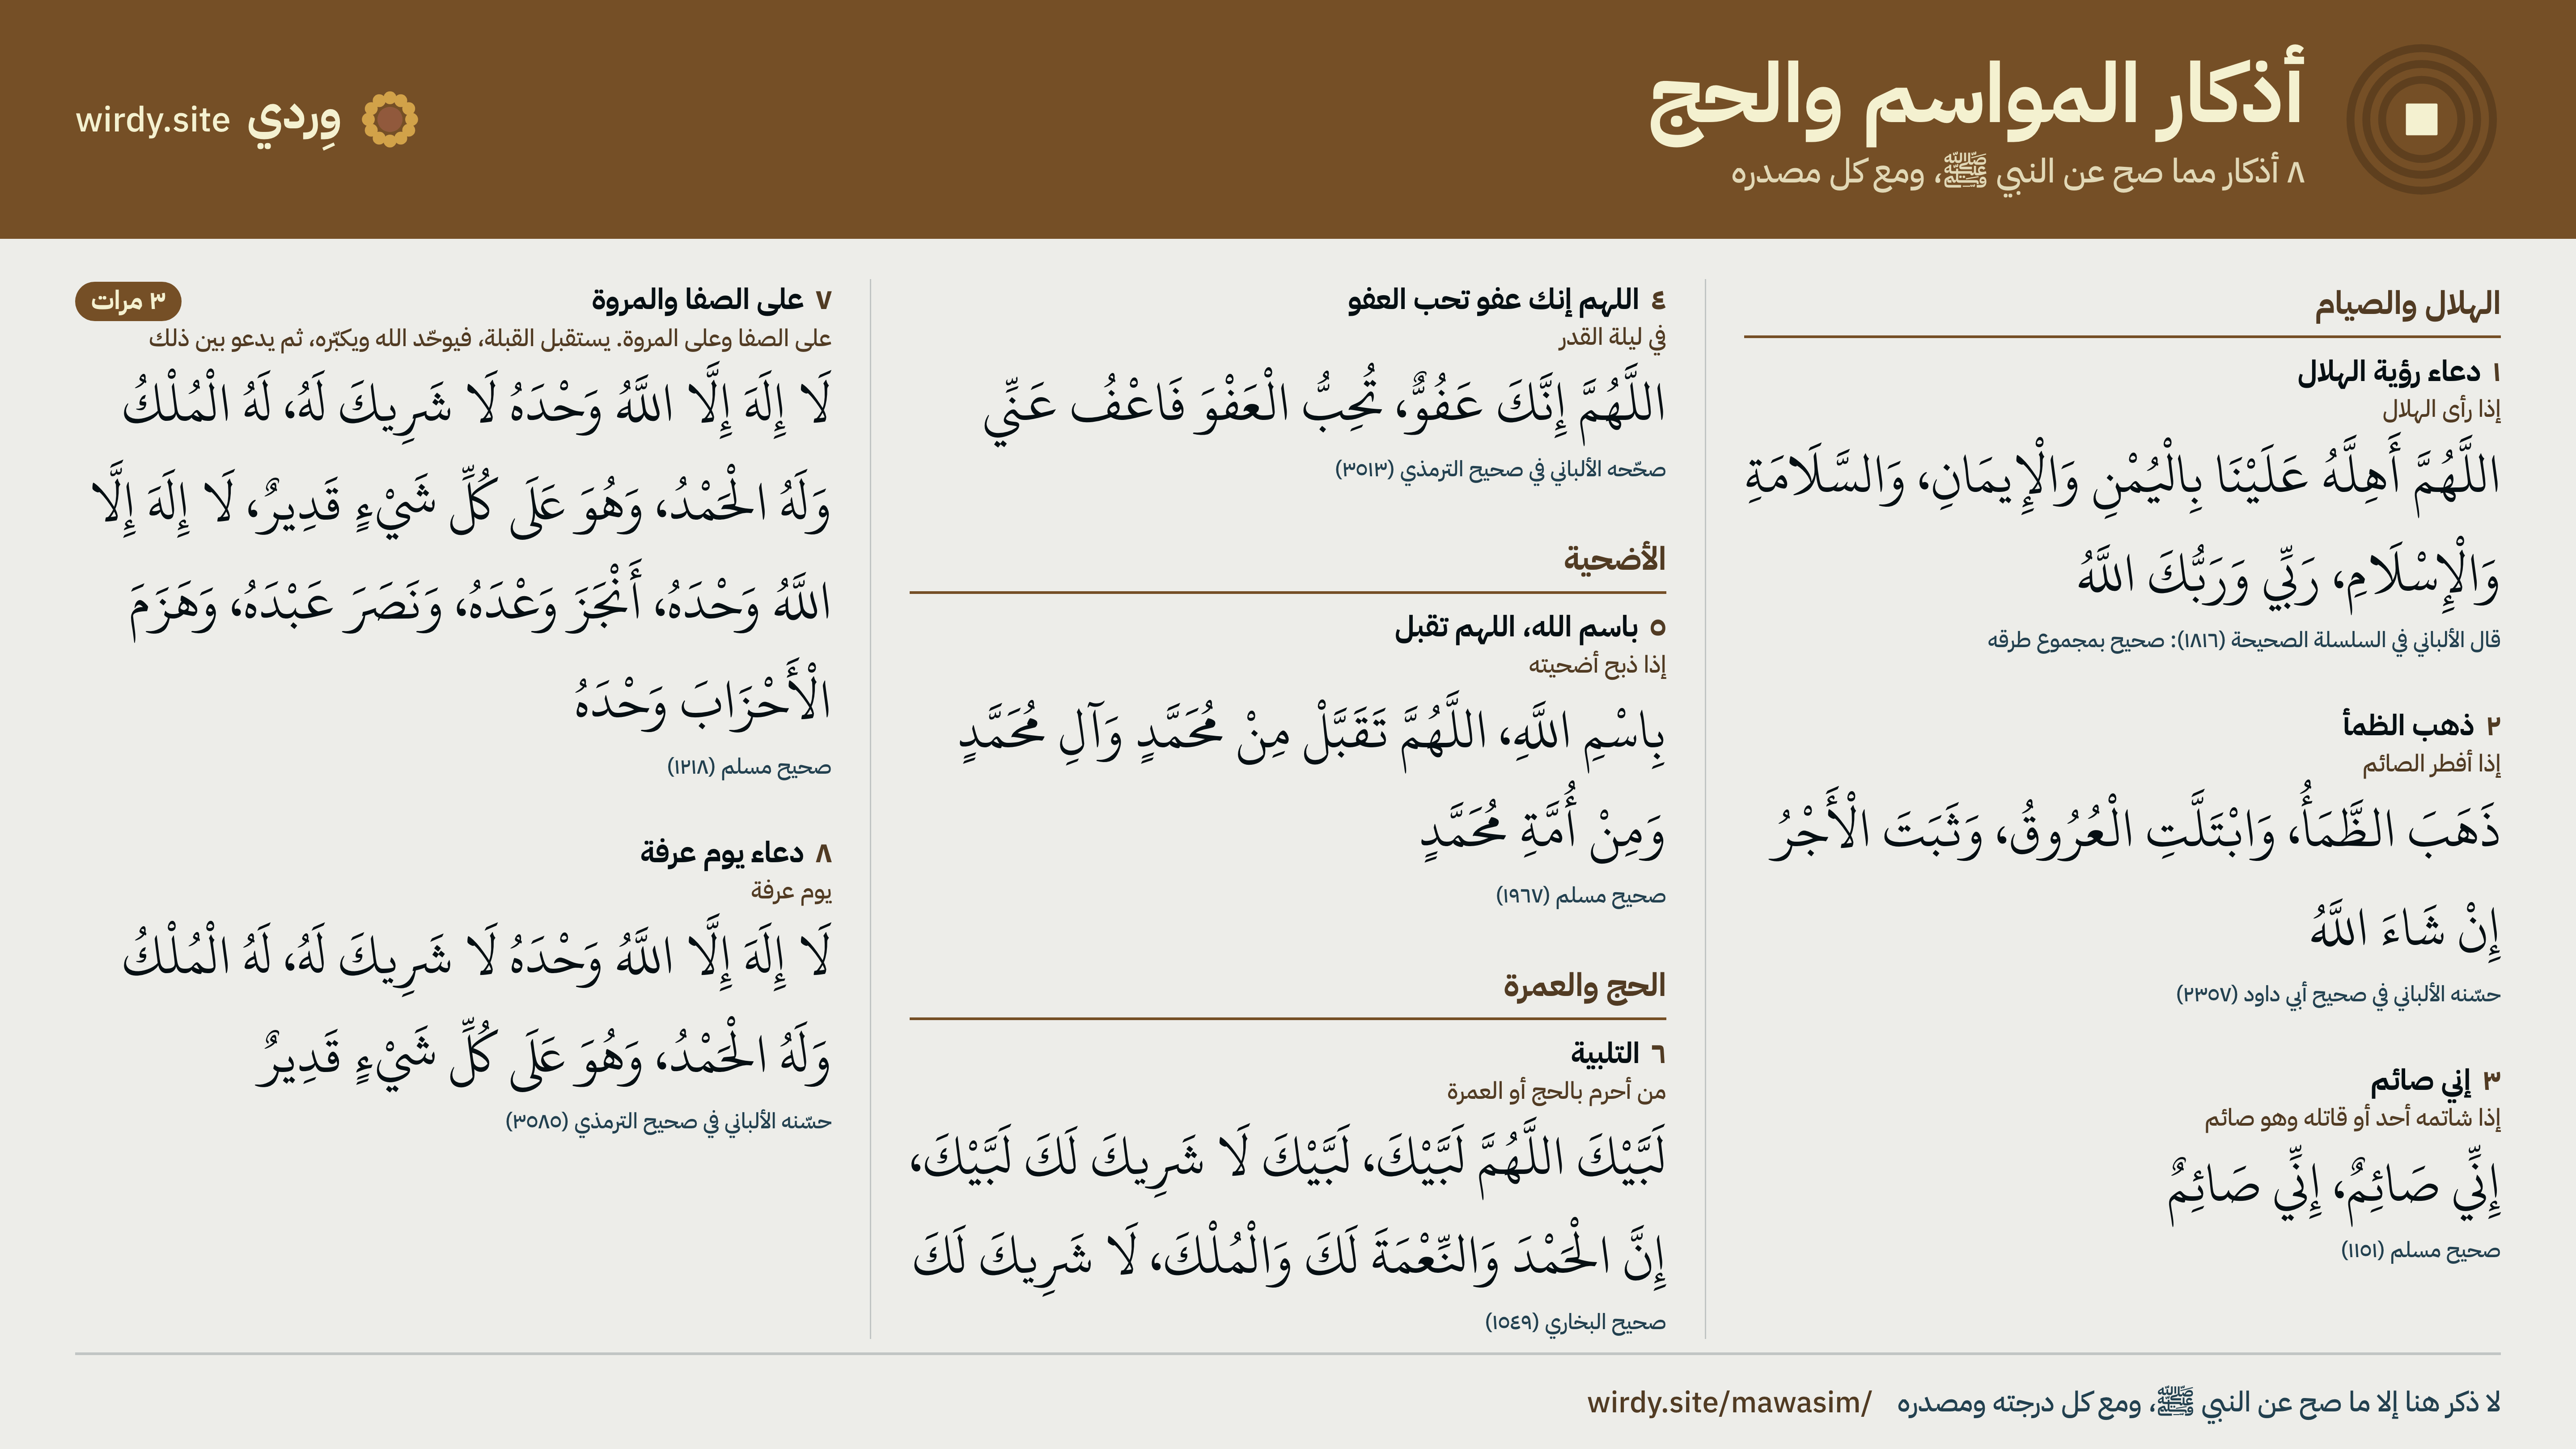 أذكار المواسم والحج
٨ أذكار مما صح عن النبي ﷺ، ومع كل مصدره
وِردي wirdy.site
الهلال والصيام
١ دعاء رؤية الهلال
إذا رأى الهلال
اللَّهُمَّ أَهِلَّهُ عَلَيْنَا بِالْيُمْنِ وَالْإِيمَانِ، وَالسَّلَامَةِ
وَالْإِسْلَامِ، رَبِّي وَرَبُّكَ اللَّهُ
قال الألباني في السلسلة الصحيحة (١٨١٦): صحيح بمجموع طرقه
٢ ذهب الظمأ
إذا أفطر الصائم
ذَهَبَ الظَّمَأُ، وَابْتَلَّتِ الْعُرُوقُ، وَثَبَتَ الْأَجْرُ
إِنْ شَاءَ اللَّهُ
حسّنه الألباني في صحيح أبي داود (٢٣٥٧)
٣ إني صائم
إذا شاتمه أحد أو قاتله وهو صائم
إِنِّي صَائِمٌ، إِنِّي صَائِمٌ
صحيح مسلم (١١٥١)
٤ اللهم إنك عفو تحب العفو
في ليلة القدر
اللَّهُمَّ إِنَّكَ عَفُوٌّ، تُحِبُّ الْعَفْوَ فَاعْفُ عَنِّي
صحّحه الألباني في صحيح الترمذي (٣٥١٣)
الأضحية
٥ باسم الله، اللهم تقبل
إذا ذبح أضحيته
بِاسْمِ اللَّهِ، اللَّهُمَّ تَقَبَّلْ مِنْ مُحَمَّدٍ وَآلِ مُحَمَّدٍ
وَمِنْ أُمَّةِ مُحَمَّدٍ
صحيح مسلم (١٩٦٧)
الحج والعمرة
٦ التلبية
من أحرم بالحج أو العمرة
لَبَّيْكَ اللَّهُمَّ لَبَّيْكَ، لَبَّيْكَ لَا شَرِيكَ لَكَ لَبَّيْكَ،
إِنَّ الْحَمْدَ وَالنِّعْمَةَ لَكَ وَالْمُلْكَ، لَا شَرِيكَ لَكَ
صحيح البخاري (١٥٤٩)
٧ على الصفا والمروة
٣ مرات
على الصفا وعلى المروة. يستقبل القبلة، فيوحّد الله ويكبّره، ثم يدعو بين ذلك
لَا إِلَهَ إِلَّا اللَّهُ وَحْدَهُ لَا شَرِيكَ لَهُ، لَهُ الْمُلْكُ
وَلَهُ الْحَمْدُ، وَهُوَ عَلَى كُلِّ شَيْءٍ قَدِيرٌ، لَا إِلَهَ إِلَّا
اللَّهُ وَحْدَهُ، أَنْجَزَ وَعْدَهُ، وَنَصَرَ عَبْدَهُ، وَهَزَمَ
الْأَحْزَابَ وَحْدَهُ
صحيح مسلم (١٢١٨)
٨ دعاء يوم عرفة
يوم عرفة
لَا إِلَهَ إِلَّا اللَّهُ وَحْدَهُ لَا شَرِيكَ لَهُ، لَهُ الْمُلْكُ
وَلَهُ الْحَمْدُ، وَهُوَ عَلَى كُلِّ شَيْءٍ قَدِيرٌ
حسّنه الألباني في صحيح الترمذي (٣٥٨٥)
لا ذكر هنا إلا ما صح عن النبي ﷺ، ومع كل درجته ومصدره wirdy.site/mawasim/